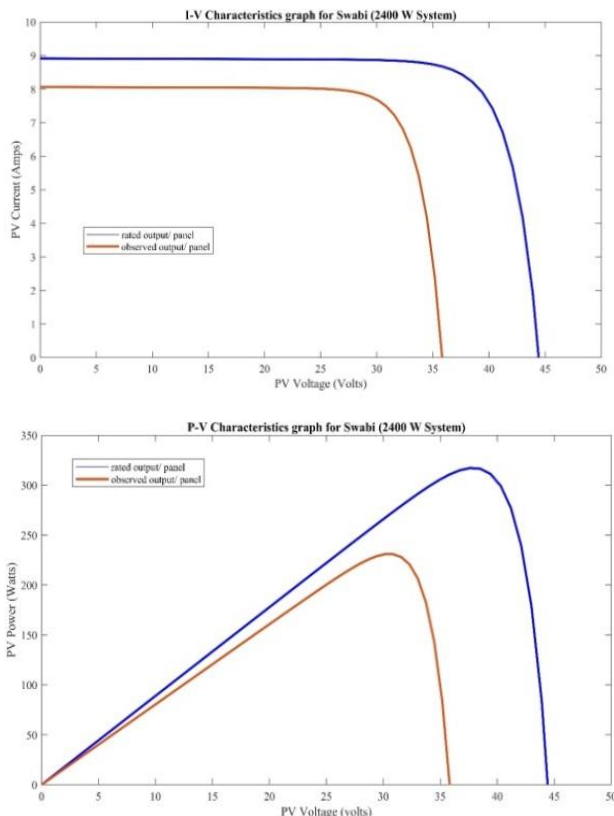 I-V Characteristics graph for Swabi (2400 W System)
10
9
8
7
6
5
4
3
2
1
0
PV Current (Amps)
rated output/ panel
observed output/ panel
0 5 10 15 20 25 30 35 40 45 50
PV Voltage (Volts)
P-V Characteristics graph for Swabi (2400 W System)
350
300
250
200
150
100
50
0
PV Power (Watts)
rated output/ panel
observed output/ panel
0 5 10 15 20 25 30 35 40 45 50
PV Voltage (volts)